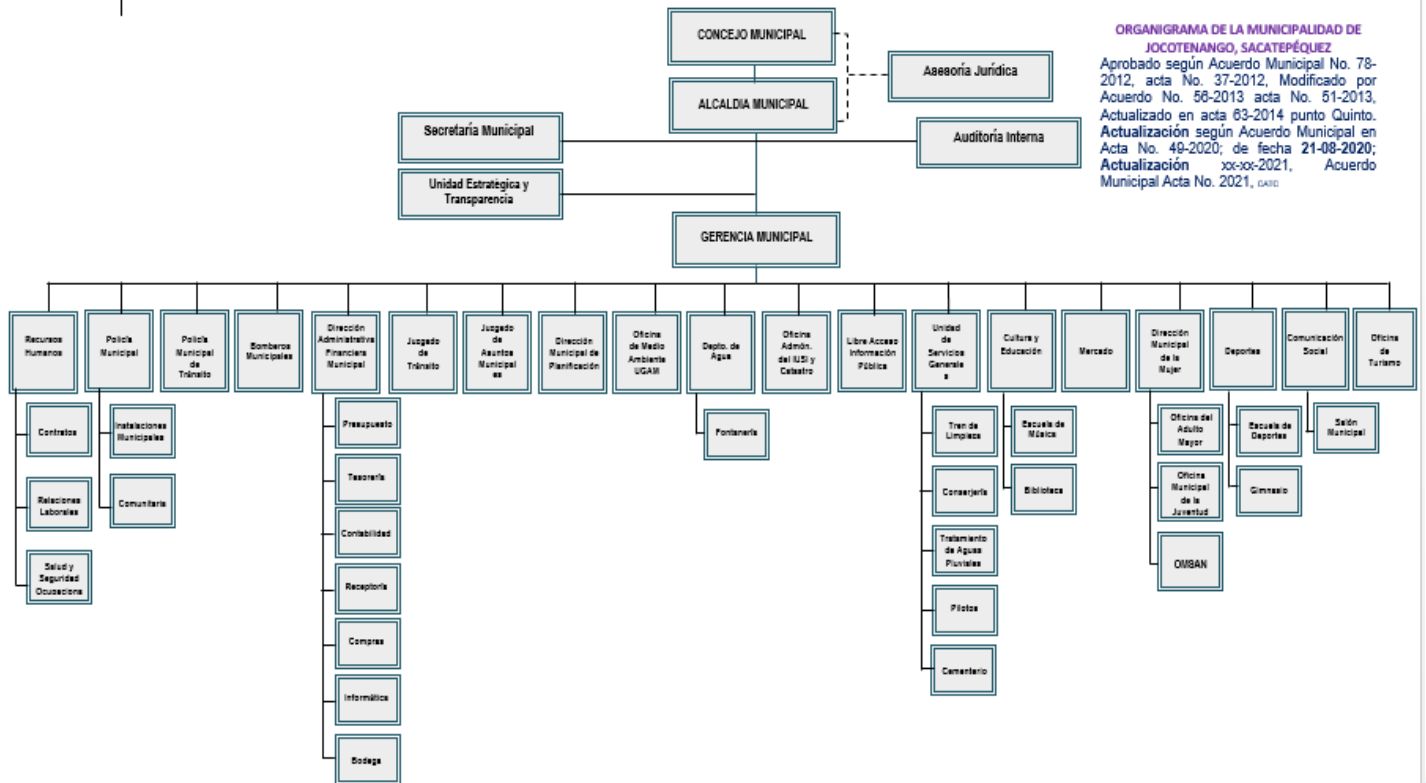 CONCEJO MUNICIPAL
ORGANIGRAMA DE LA MUNICIPALIDAD DE
JOCOTENANGO, SACATEPÉQUEZ
Aprobado según Acuerdo Municipal No. 78-
2012, acta No. 37-2012, Modificado por
Acuerdo No. 56-2013 acta No. 51-2013,
Actualizado en acta 63-2014 punto Quinto.
Actualización según Acuerdo Municipal en
Acta No. 49-2020; de fecha 21-08-2020;
Actualización xx-xx-2021, Acuerdo
Municipal Acta No. 2021,
Asesoría Jurídica
ALCALDIA MUNICIPAL
Secretaría Municipal
Auditoría Interna
Unidad Estratégica y
Transparencia
GERENCIA MUNICIPAL
Recursos
Humanos
Policía
Municipal
Policía
Municipal
de
Tránsito
Bomberos
Municipales
Dirección
Administrativa
Financiera
Municipal
Juzgado
de
Tránsito
Juzgado
de
Asuntos
Municipal
es
Dirección
Municipal de
Planificación
Oficina
de Medio
Ambiente
UGAM
Depto. de
Agua
Oficina
Admón.
del IUSI y
Catastro
Libre Acceso
Información
Pública
Unidad
de
Servicios
Generale
s
Cultura y
Educación
Mercado
Dirección
Municipal
de la
Mujer
Deportes
Comunicación
Social
Oficina
de
Turismo
Contratos
Relaciones
Laborales
Salud y
Seguridad
Ocupaciona
Instalaciones
Municipales
Comunitaria
Presupuesto
Tesorería
Contabilidad
Receptoría
Compras
Informática
Bodega
Fontanería
Tren de
Limpieza
Conserjería
Tratamiento
de Aguas
Pluviales
Pilotos
Cementerio
Escuela de
Música
Biblioteca
Oficina del
Adulto
Mayor
Oficina
Municipal
de la
Juventud
OMSAN
Escuela de
Deportes
Gimnasio
Salón
Municipal